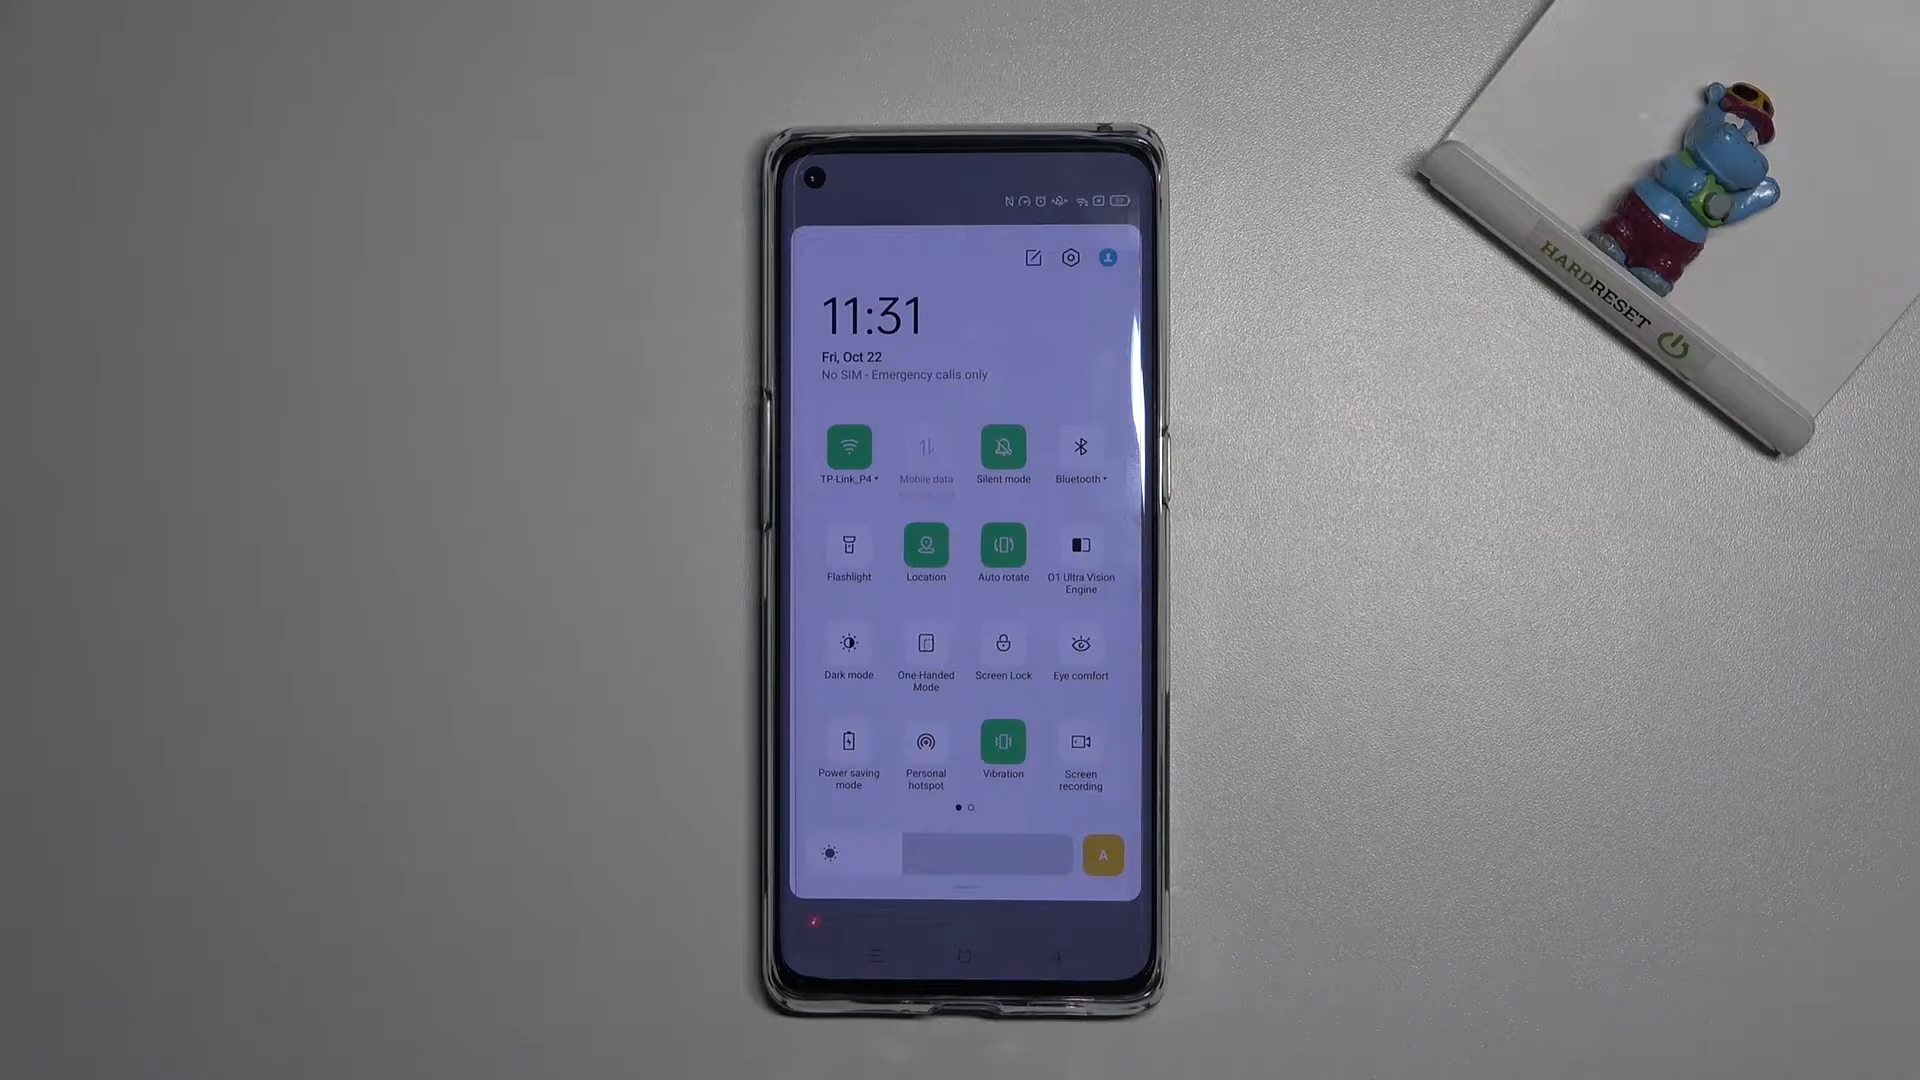 11:31
Fri, Oct 22
No SIM - Emergency calls only
TP-Link_P4
Mobile data
Silent mode
Bluetooth
Flashlight
Location
Auto rotate
O1 Ultra Vision
Engine
Dark mode
One-Handed
Mode
Screen Lock
Eye comfort
Power saving
mode
Personal
hotspot
Vibration
Screen
recording
A
HARDRESET